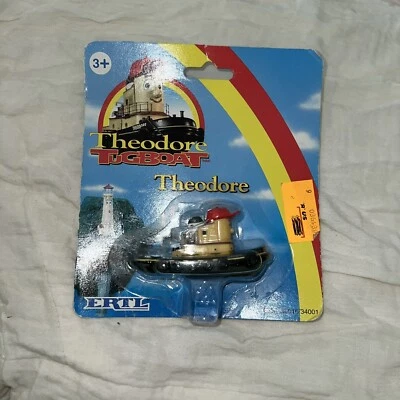 3+
Theodore
TUGBOAT
Theodore
ERTL
34001